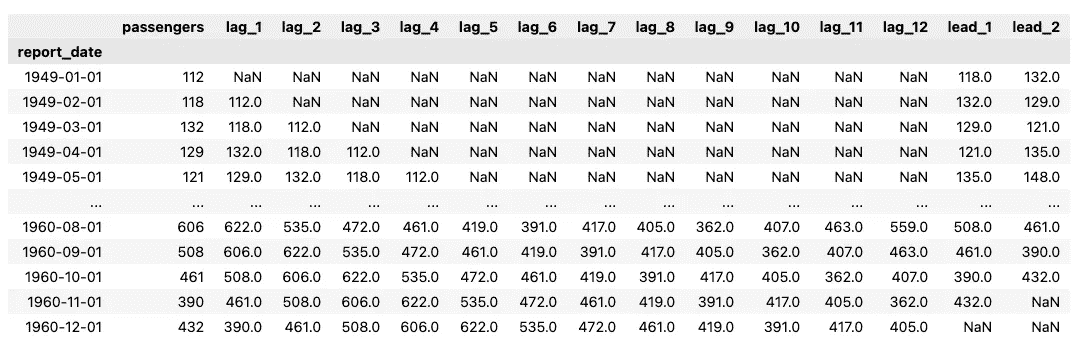 passengers lag_1 lag_2 lag_3 lag_4 lag_5 lag_6 lag_7 lag_8 lag_9 lag_10 lag_11 lag_12 lead_1 lead_2
report_date
1949-01-01 112 NaN NaN NaN NaN NaN NaN NaN NaN NaN NaN NaN NaN 118.0 132.0
1949-02-01 118 112.0 NaN NaN NaN NaN NaN NaN NaN NaN NaN NaN NaN 132.0 129.0
1949-03-01 132 118.0 112.0 NaN NaN NaN NaN NaN NaN NaN NaN NaN NaN 129.0 121.0
1949-04-01 129 132.0 118.0 112.0 NaN NaN NaN NaN NaN NaN NaN NaN NaN 121.0 135.0
1949-05-01 121 129.0 132.0 118.0 112.0 NaN NaN NaN NaN NaN NaN NaN NaN 135.0 148.0
... ... ... ... ... ... ... ... ... ... ... ... ... ... ... ...
1960-08-01 606 622.0 535.0 472.0 461.0 419.0 391.0 417.0 405.0 362.0 407.0 463.0 559.0 508.0 461.0
1960-09-01 508 606.0 622.0 535.0 472.0 461.0 419.0 391.0 417.0 405.0 362.0 407.0 463.0 461.0 390.0
1960-10-01 461 508.0 606.0 622.0 535.0 472.0 461.0 419.0 391.0 417.0 405.0 362.0 407.0 390.0 432.0
1960-11-01 390 461.0 508.0 606.0 622.0 535.0 472.0 461.0 419.0 391.0 417.0 405.0 362.0 432.0 NaN
1960-12-01 432 390.0 461.0 508.0 606.0 622.0 535.0 472.0 461.0 419.0 391.0 417.0 405.0 NaN NaN